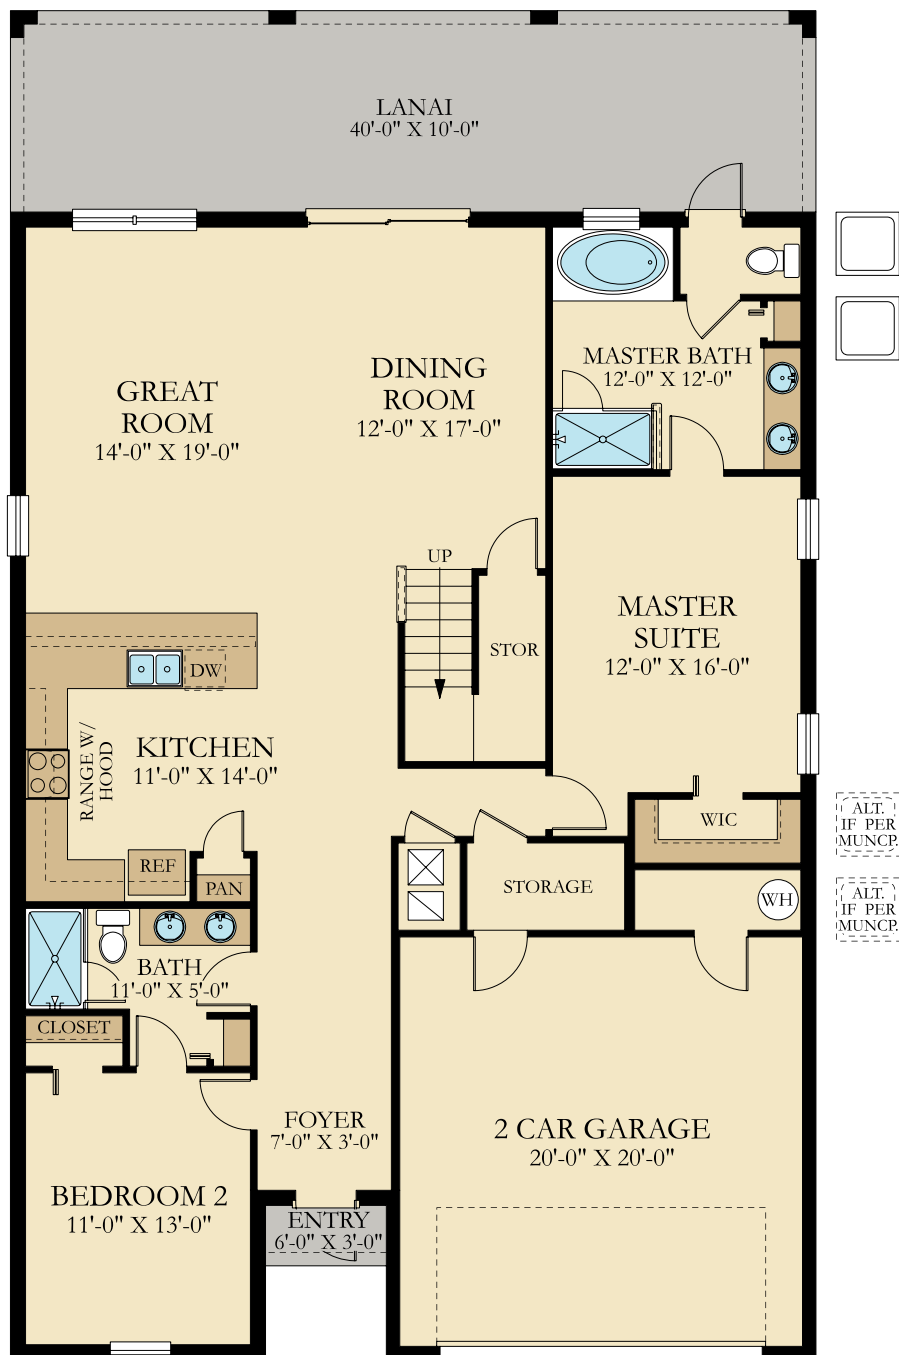 LANAI
40'-0" X 10'-0"
GREAT
ROOM
14'-0" X 19'-0"
DINING
ROOM
12'-0" X 17'-0"
MASTER BATH
12'-0" X 12'-0"
UP
STOR
MASTER
SUITE
12'-0" X 16'-0"
DW
KITCHEN
11'-0" X 14'-0"
RANGE W/
HOOD
REF
PAN
WIC
ALT.
IF PER
MUNCP.
STORAGE
WH
ALT.
IF PER
MUNCP.
BATH
11'-0" X 5'-0"
CLOSET
FOYER
7'-0" X 3'-0"
2 CAR GARAGE
20'-0" X 20'-0"
BEDROOM 2
11'-0" X 13'-0"
ENTRY
6'-0" X 3'-0"